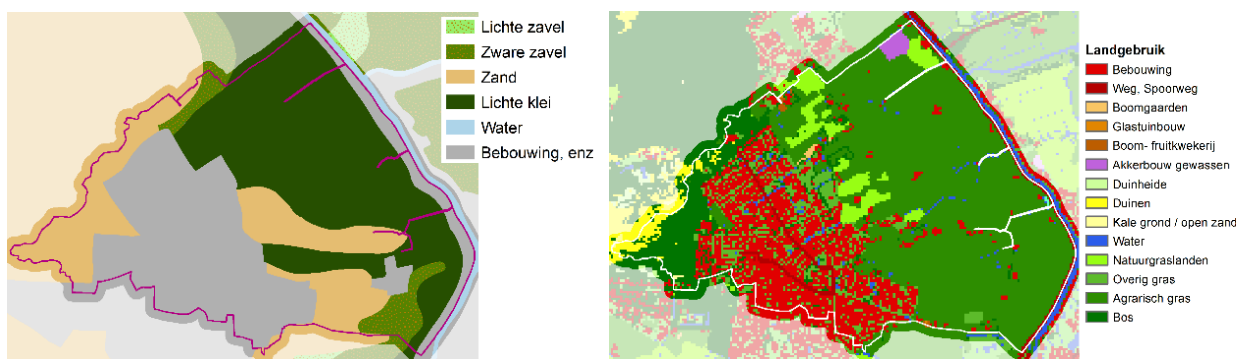 Lichte zavel
Zware zavel
Zand
Lichte klei
Water
Bebouwing, enz
Landgebruik
Bebouwing
Weg, Spoorweg
Boomgaarden
Glastuinbouw
Boom- fruitkwekerij
Akkerbouw gewassen
Duinheide
Duinen
Kale grond / open zand
Water
Natuurgraslanden
Overig gras
Agrarisch gras
Bos